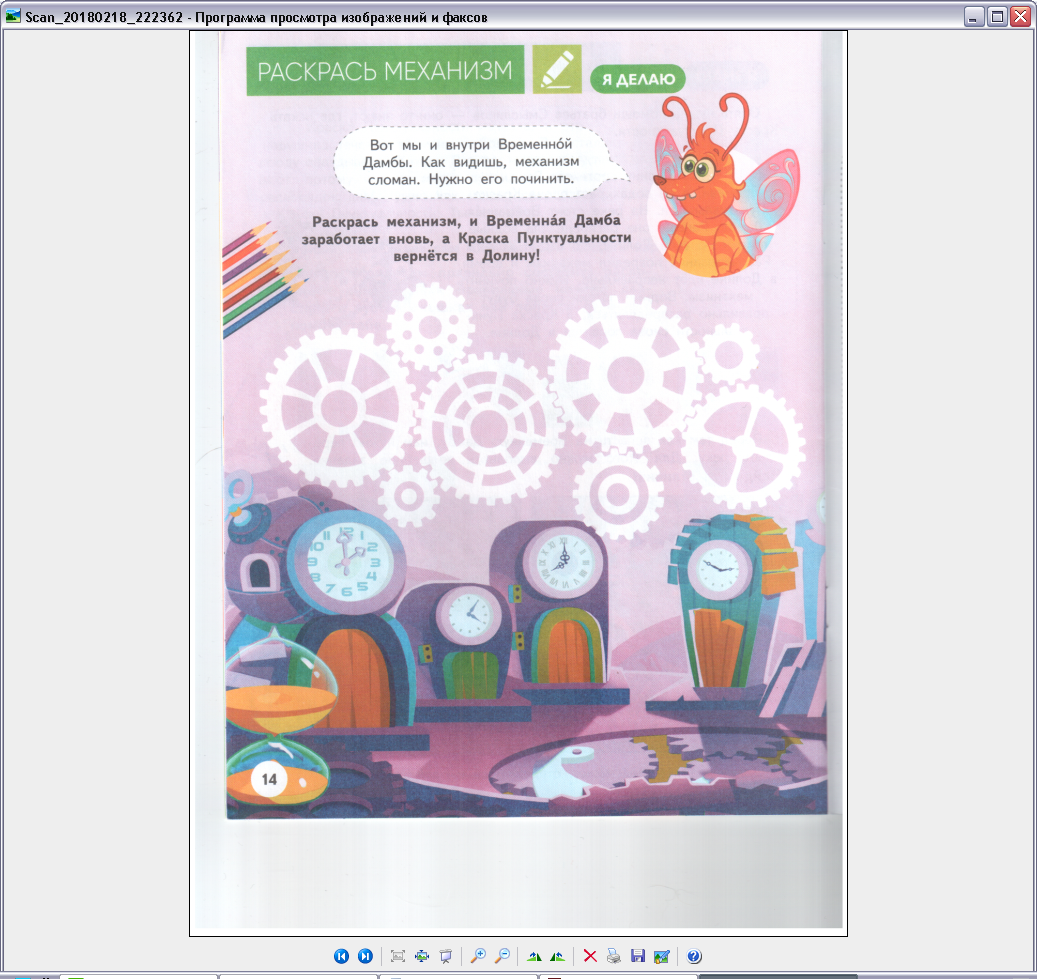 Scan_20180218_222362 - Программа просмотра изображений и факсов
РАСКРАСЬ МЕХАНИЗМ
Я ДЕЛАЮ
Вот мы и внутри Временно́й
Дамбы. Как видишь, механизм
сломан. Нужно его починить.
Раскрась механизм, и Временна́я Дамба
заработает вновь, а Краска Пунктуальности
вернётся в Долину!
14